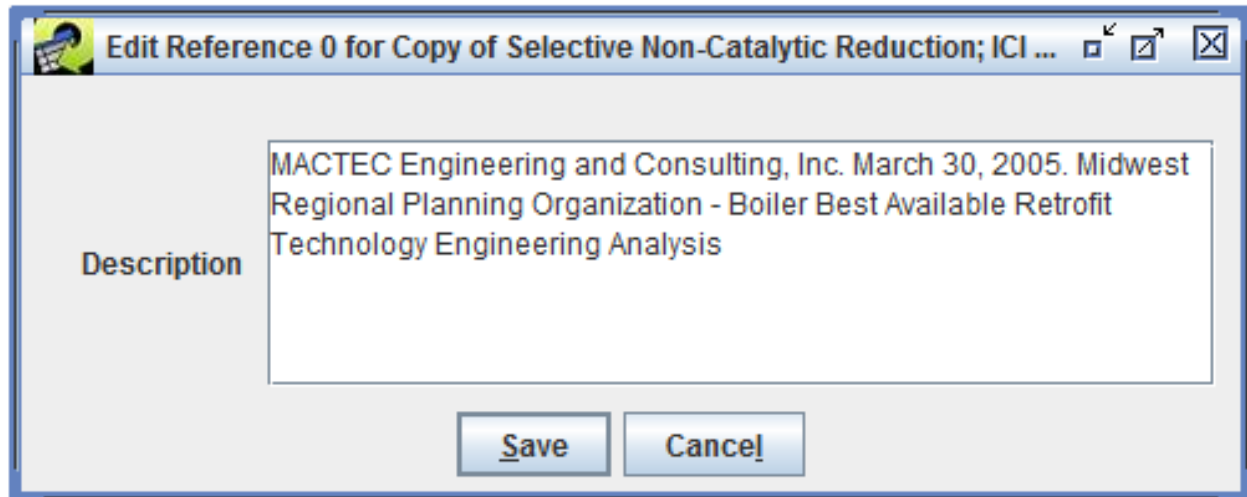 Edit Reference 0 for Copy of Selective Non-Catalytic Reduction; ICI ...
MACTEC Engineering and Consulting, Inc. March 30, 2005. Midwest
Regional Planning Organization - Boiler Best Available Retrofit
Technology Engineering Analysis
Description
Save
Cancel